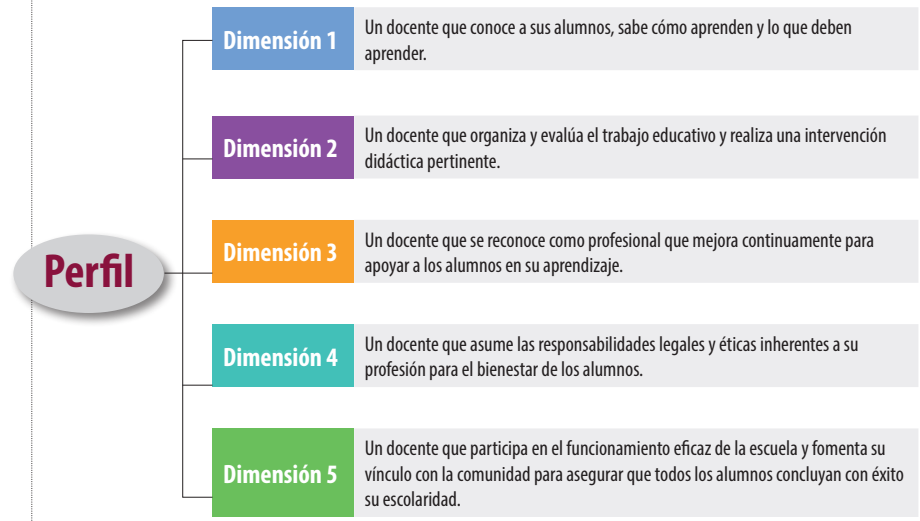 Perfil
Dimensión 1
Un docente que conoce a sus alumnos, sabe cómo aprenden y lo que deben
aprender.
Dimensión 2
Un docente que organiza y evalúa el trabajo educativo y realiza una intervención
didáctica pertinente.
Dimensión 3
Un docente que se reconoce como profesional que mejora continuamente para
apoyar a los alumnos en su aprendizaje.
Dimensión 4
Un docente que asume las responsabilidades legales y éticas inherentes a su
profesión para el bienestar de los alumnos.
Dimensión 5
Un docente que participa en el funcionamiento eficaz de la escuela y fomenta su
vínculo con la comunidad para asegurar que todos los alumnos concluyan con éxito
su escolaridad.